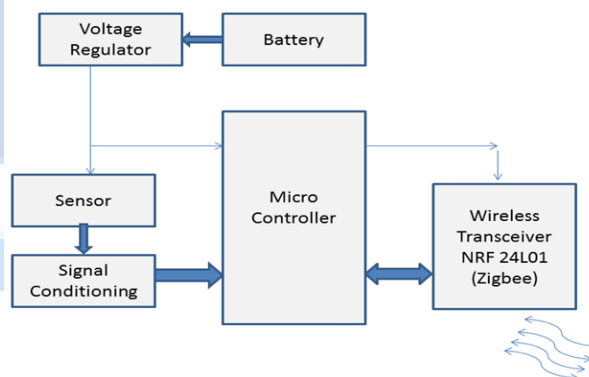 Voltage
Regulator
Battery
Sensor
Signal
Conditioning
Micro
Controller
Wireless
Transceiver
NRF 24L01
(Zigbee)